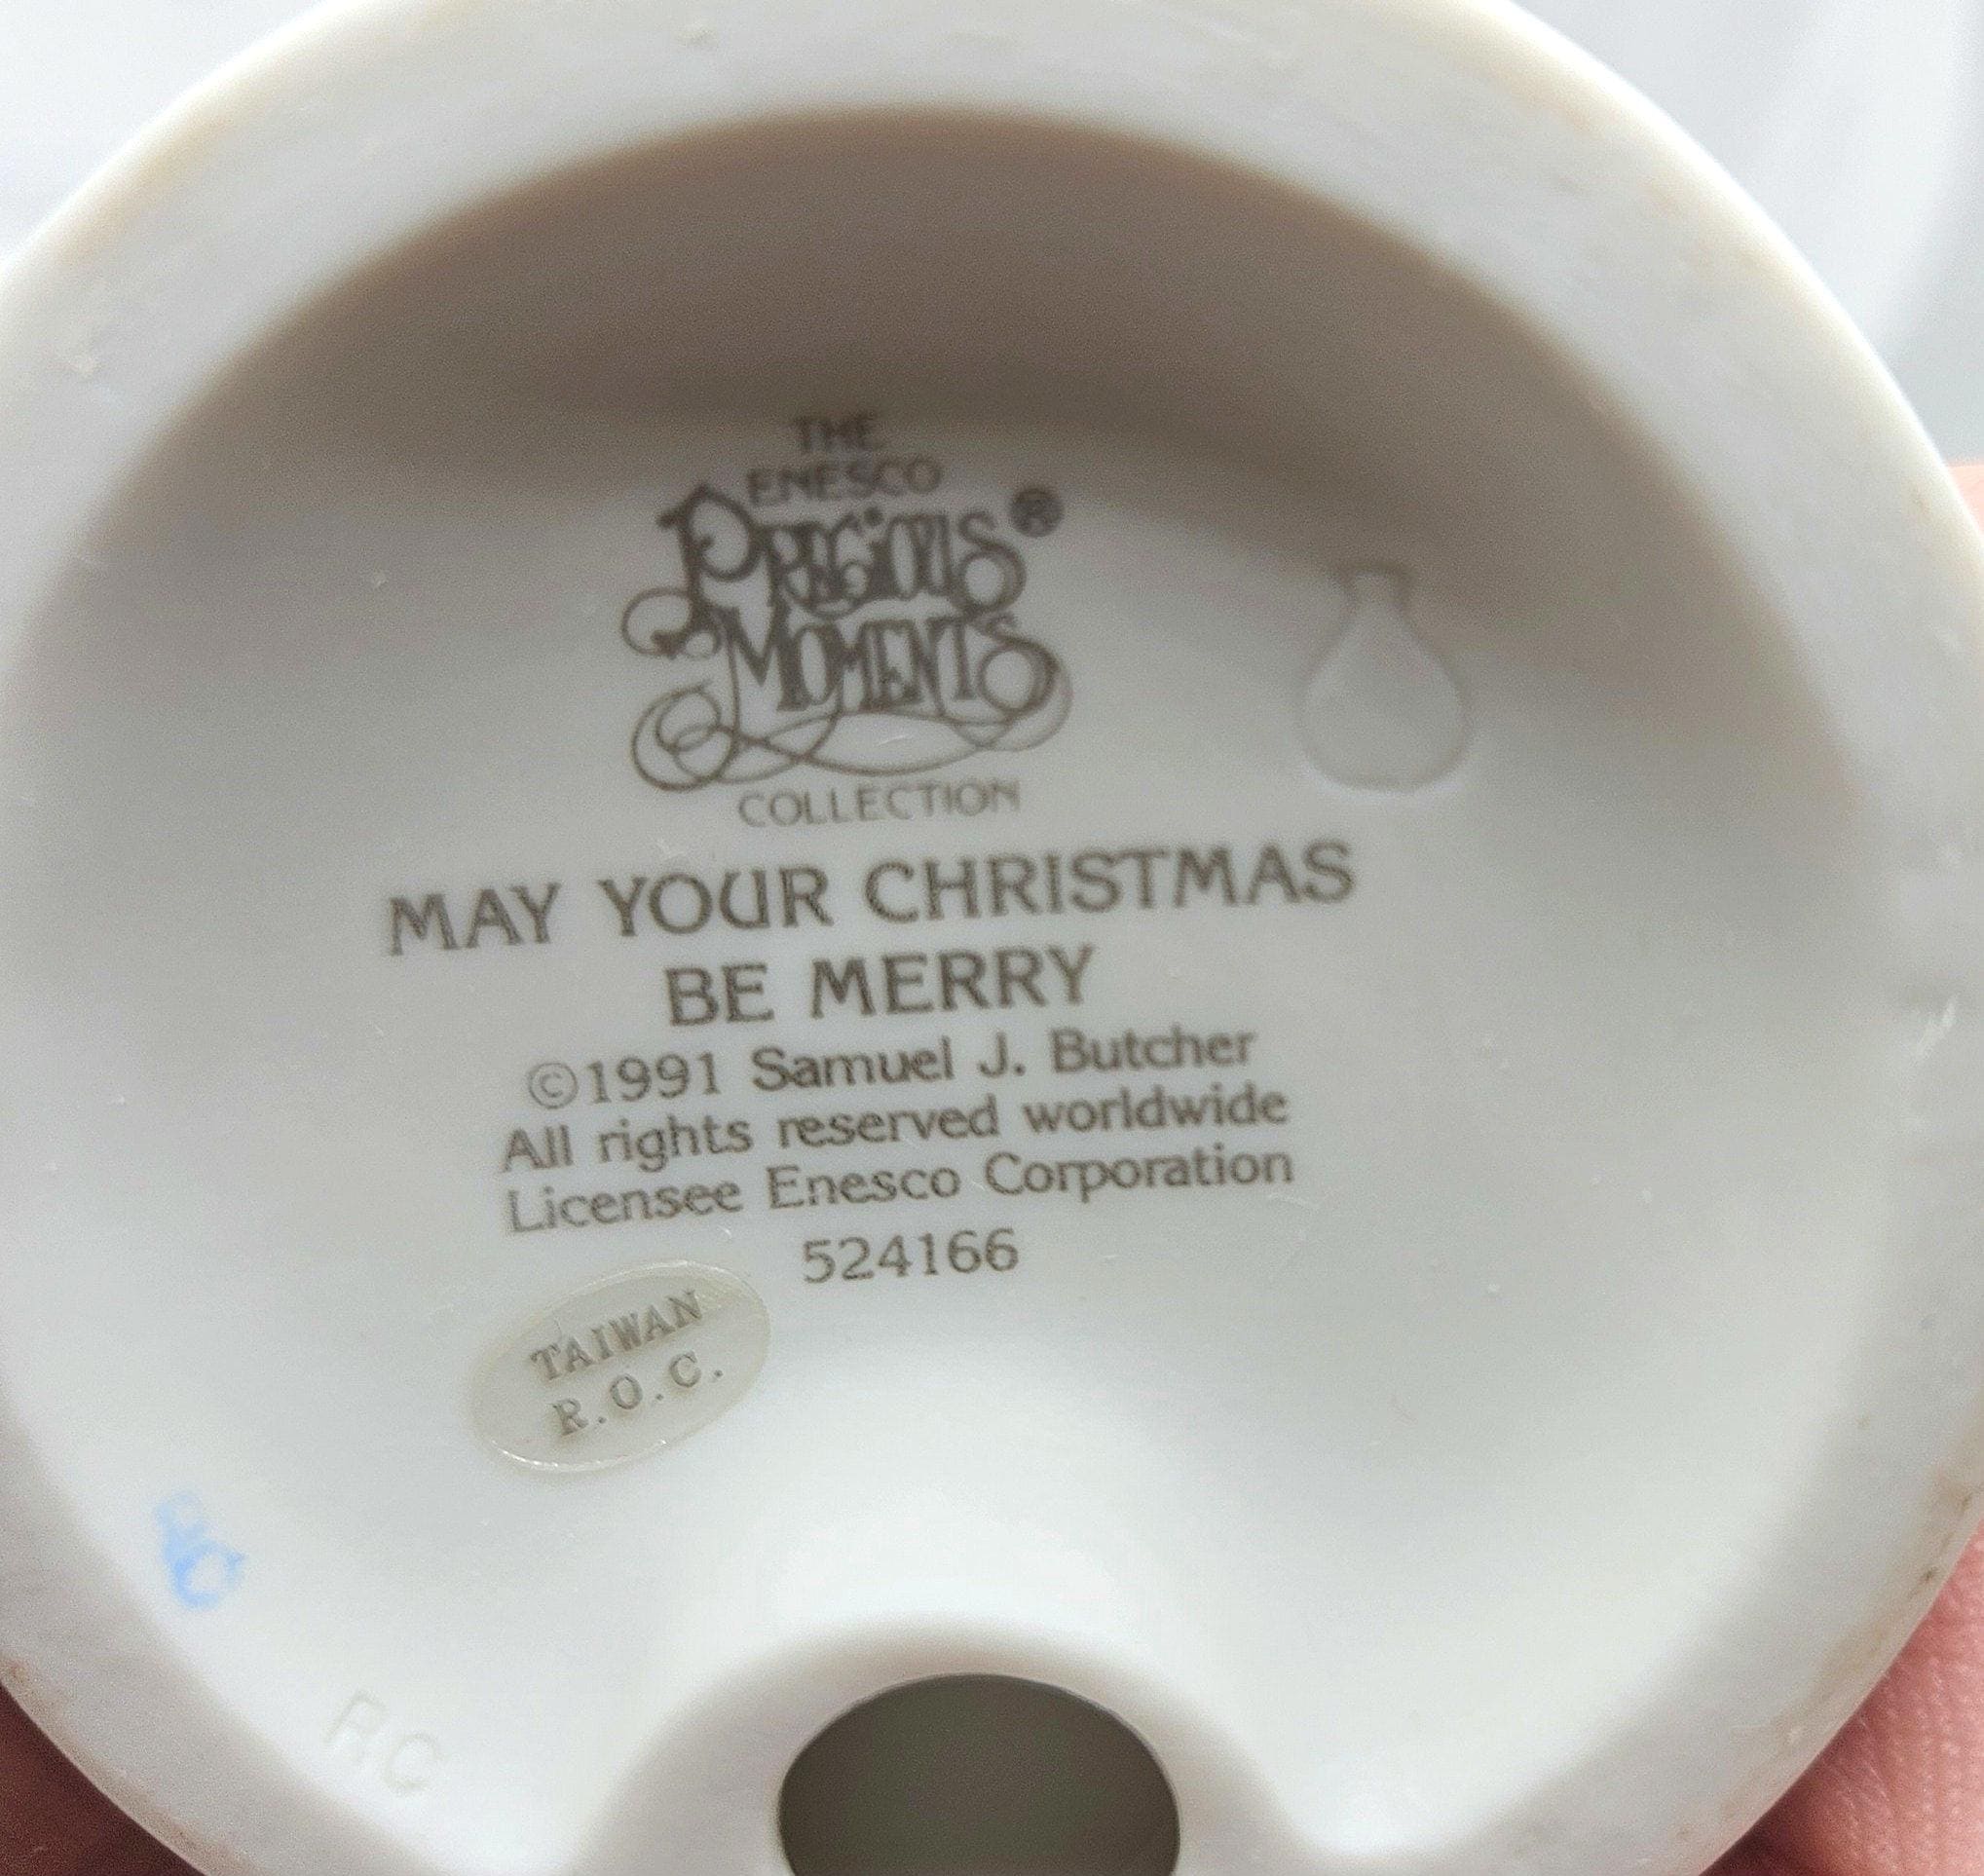 THE
ENESCO
PRECIOUS ®
MOMENTS
COLLECTION
MAY YOUR CHRISTMAS
BE MERRY
©1991 Samuel J. Butcher
All rights reserved worldwide
Licensee Enesco Corporation
524166
TAIWAN
R.O.C.
RC